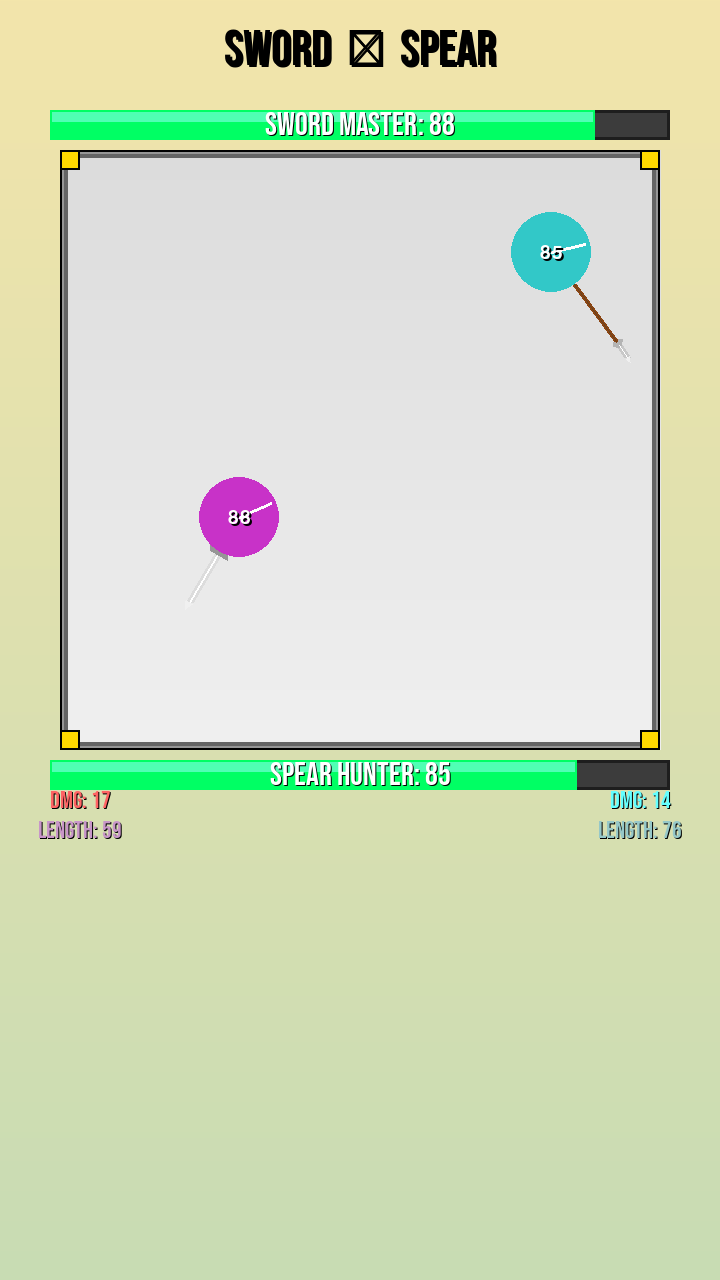 SWORD SPEAR
SWORD MASTER: 88
85
88
SPEAR HUNTER: 85
DMG: 17 DMG: 14
LENGTH: 59 LENGTH: 76